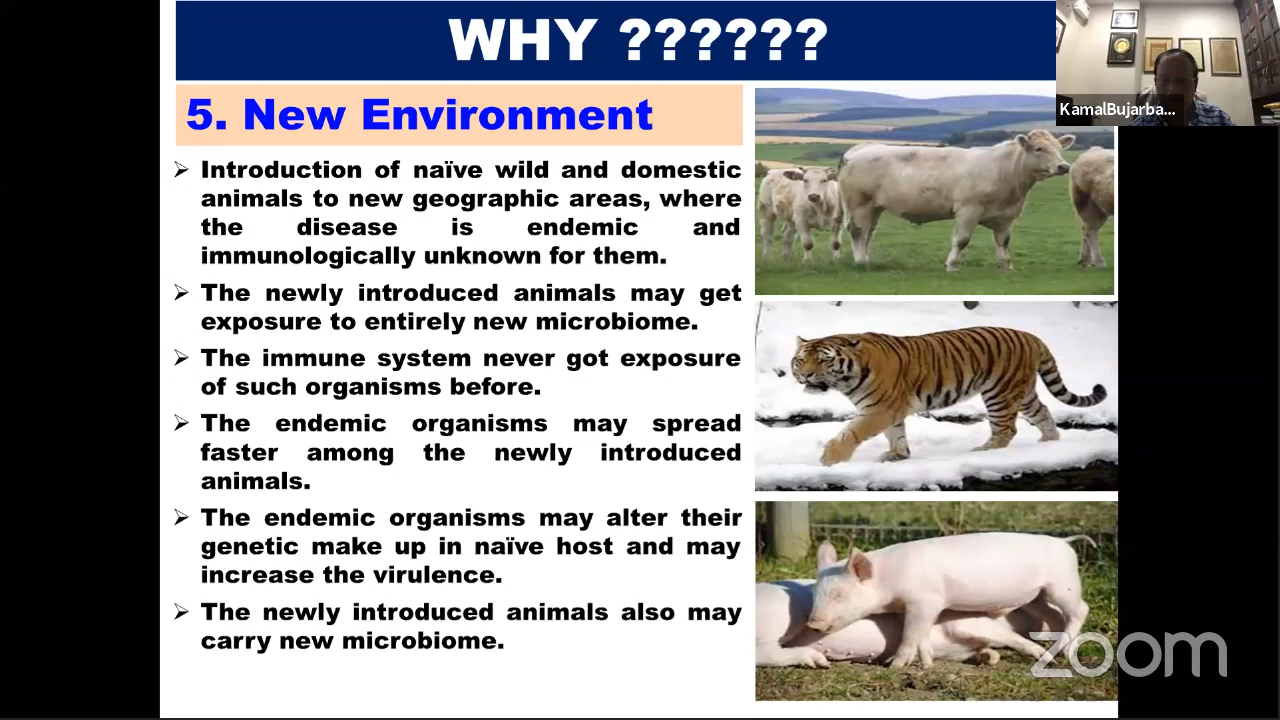 WHY ??????
5. New Environment
➢ Introduction of naïve wild and domestic
animals to new geographic areas, where
the disease is endemic and
immunologically unknown for them.
➢ The newly introduced animals may get
exposure to entirely new microbiome.
➢ The immune system never got exposure
of such organisms before.
➢ The endemic organisms may spread
faster among the newly introduced
animals.
➢ The endemic organisms may alter their
genetic make up in naïve host and may
increase the virulence.
➢ The newly introduced animals also may
carry new microbiome.
KamalBujarba...
zoom